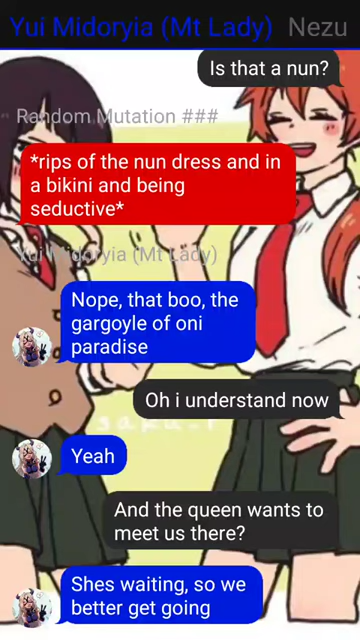 Yui Midoryia (Mt Lady) Nezu
Is that a nun?
Random Mutation ###
*rips of the nun dress and in
a bikini and being
seductive*
Yui Midoryia (Mt Lady)
Nope, that boo, the
gargoyle of oni
paradise
Oh i understand now
Yeah
And the queen wants to
meet us there?
Shes waiting, so we
better get going